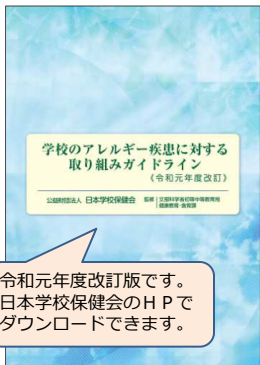 学校のアレルギー疾患に対する
取り組みガイドライン
《令和元年度改訂》
公益財団法人 日本学校保健会 監修 文部科学省初等中等教育局
健康教育・食育課
令和元年度改訂版です。
日本学校保健会のＨＰで
ダウンロードできます。